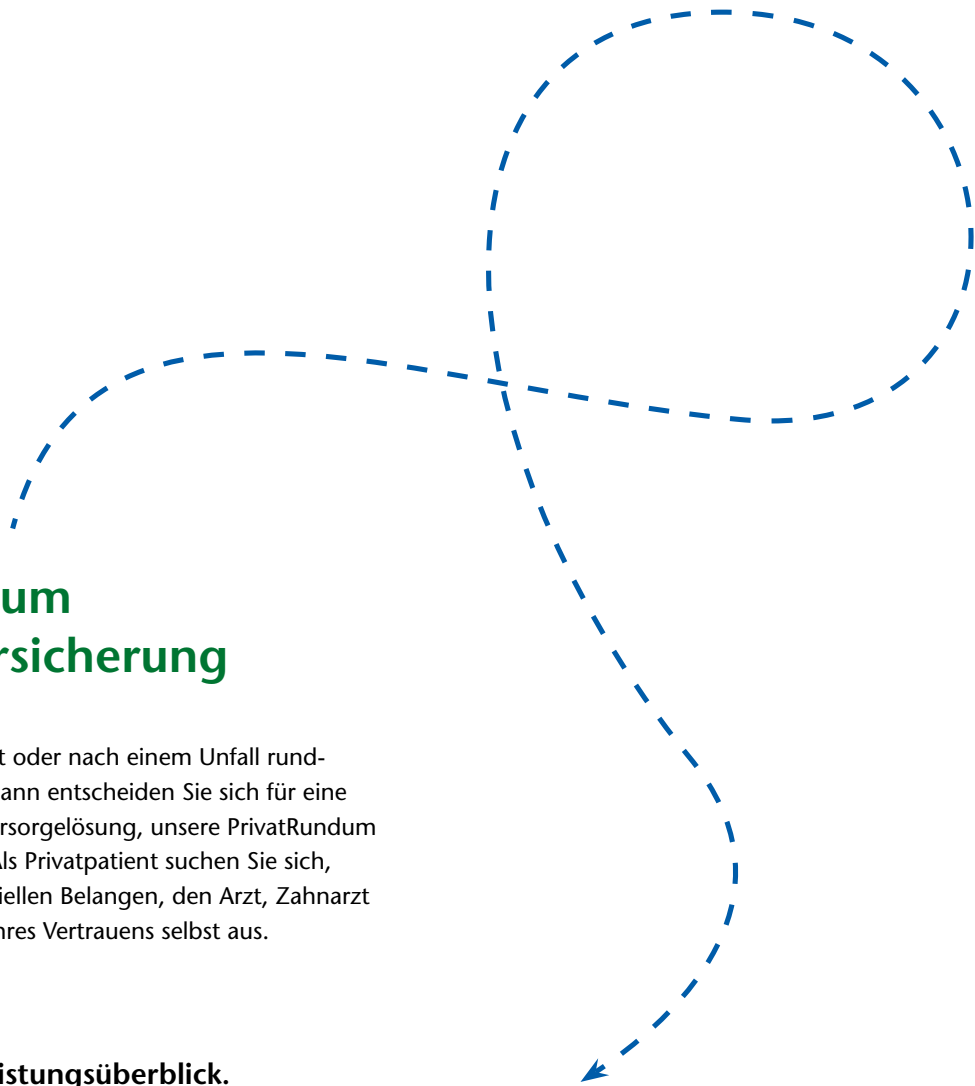 um
rsicherung
t oder nach einem Unfall rund-
ann entscheiden Sie sich für eine
rsorgelösung, unsere PrivatRundum
Als Privatpatient suchen Sie sich,
iellen Belangen, den Arzt, Zahnarzt
hres Vertrauens selbst aus.
istungsüberblick.